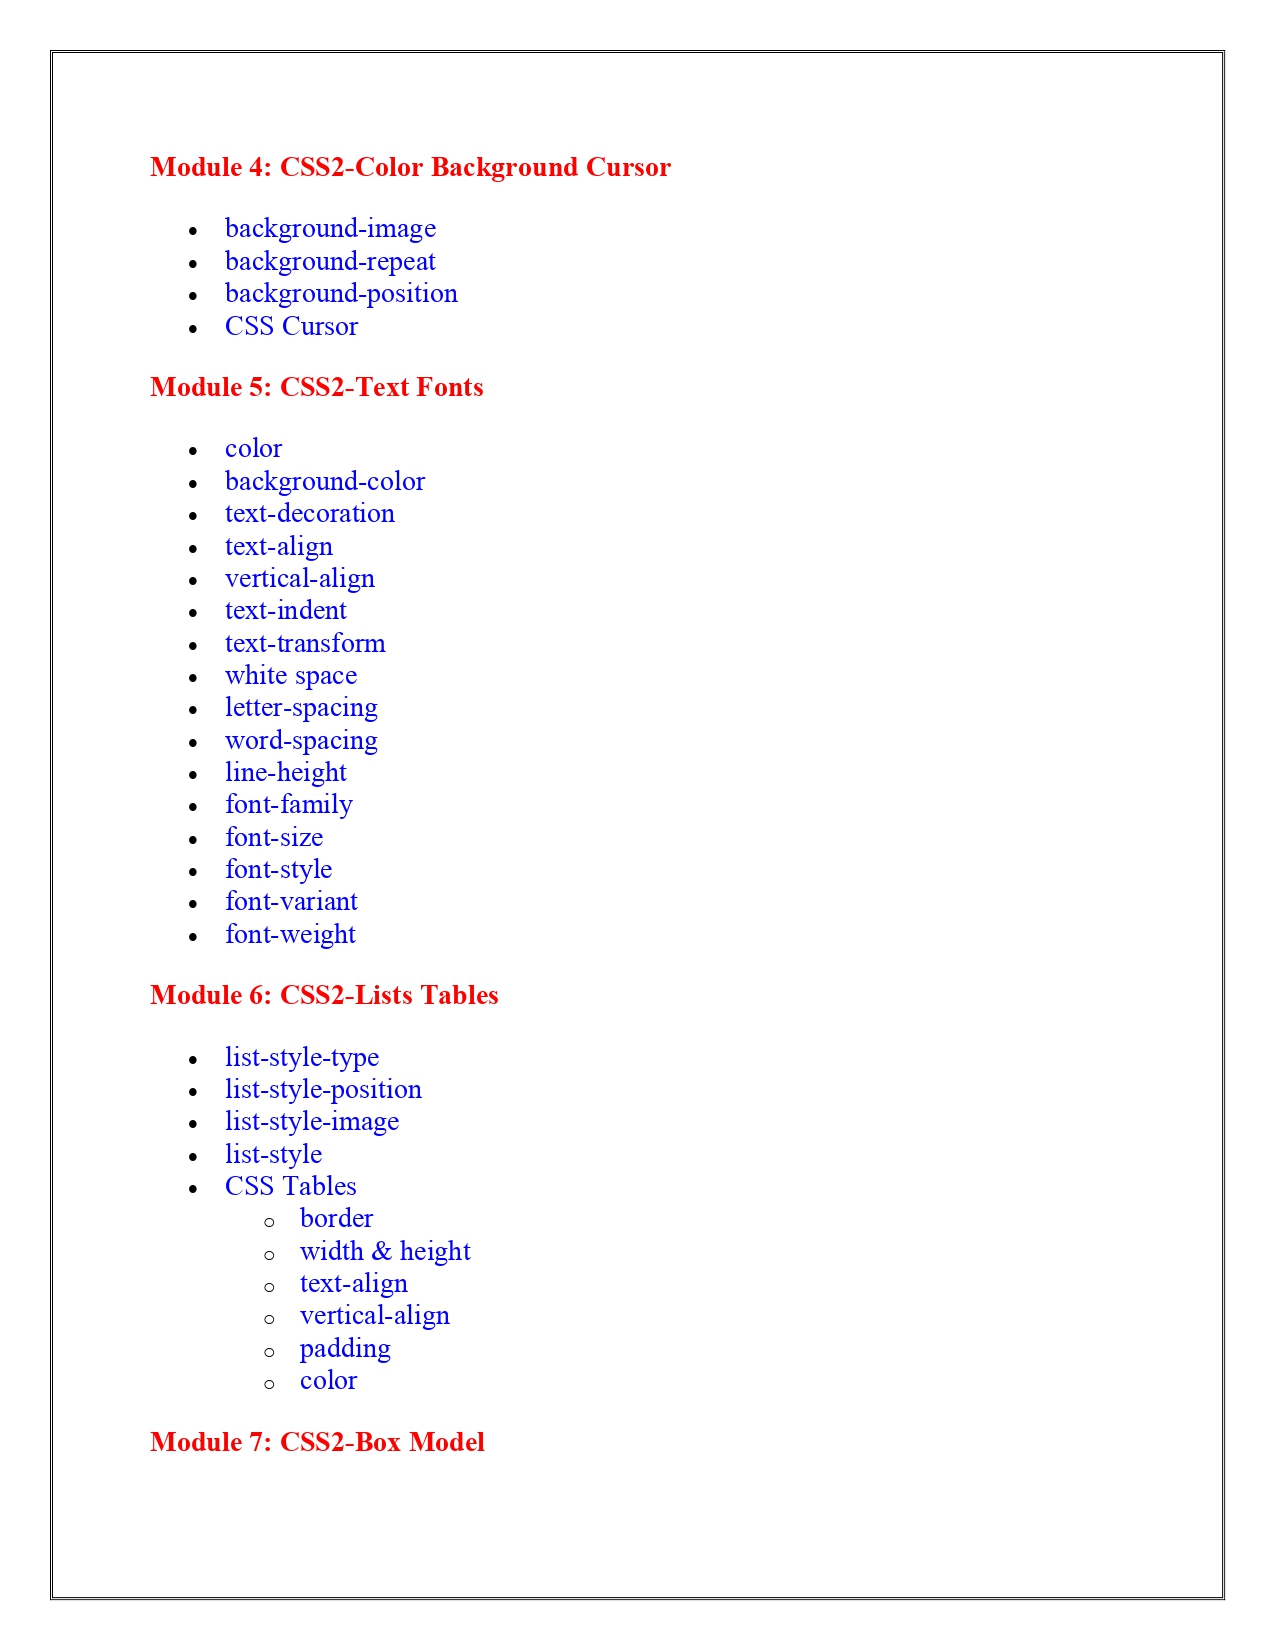 Module 4: CSS2-Color Background Cursor
• background-image
• background-repeat
• background-position
• CSS Cursor
Module 5: CSS2-Text Fonts
• color
• background-color
• text-decoration
• text-align
• vertical-align
• text-indent
• text-transform
• white space
• letter-spacing
• word-spacing
• line-height
• font-family
• font-size
• font-style
• font-variant
• font-weight
Module 6: CSS2-Lists Tables
• list-style-type
• list-style-position
• list-style-image
• list-style
• CSS Tables
o border
o width & height
o text-align
o vertical-align
o padding
o color
Module 7: CSS2-Box Model